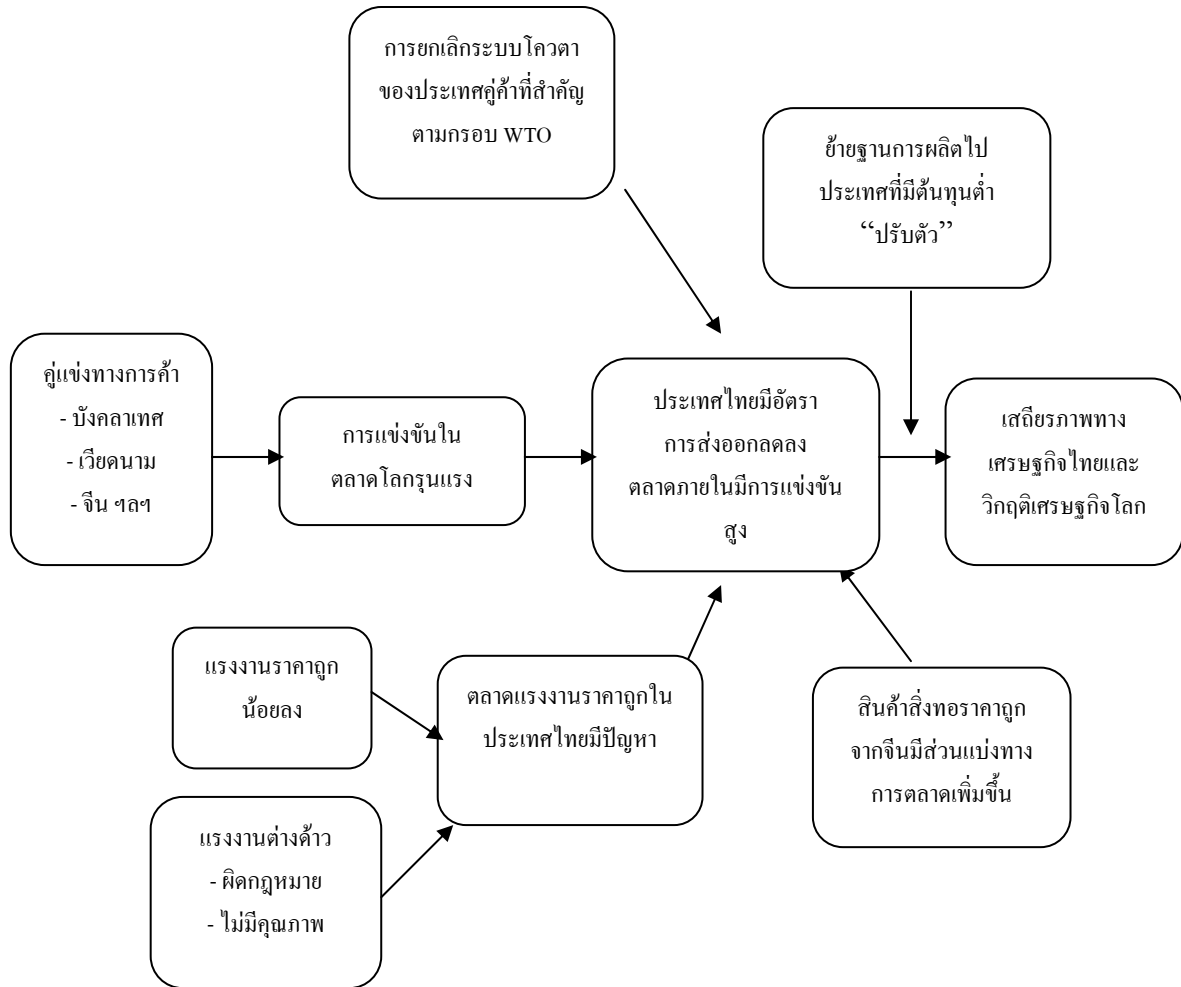 การยกเลิกระบบโควตา
ของประเทศคู่ค้าที่สำคัญ
ตามกรอบ WTO
ย้ายฐานการผลิตไป
ประเทศที่มีต้นทุนต่ำ
“ปรับตัว”
คู่แข่งทางการค้า
- บังคลาเทศ
- เวียดนาม
- จีน ฯลฯ
การแข่งขันใน
ตลาดโลกรุนแรง
ประเทศไทยมีอัตรา
การส่งออกลดลง
ตลาดภายในมีการแข่งขัน
สูง
เสถียรภาพทาง
เศรษฐกิจไทยและ
วิกฤติเศรษฐกิจโลก
แรงงานราคาถูก
น้อยลง
ตลาดแรงงานราคาถูกใน
ประเทศไทยมีปัญหา
สินค้าสิ่งทอราคาถูก
จากจีนมีส่วนแบ่งทาง
การตลาดเพิ่มขึ้น
แรงงานต่างด้าว
- ผิดกฎหมาย
- ไม่มีคุณภาพ